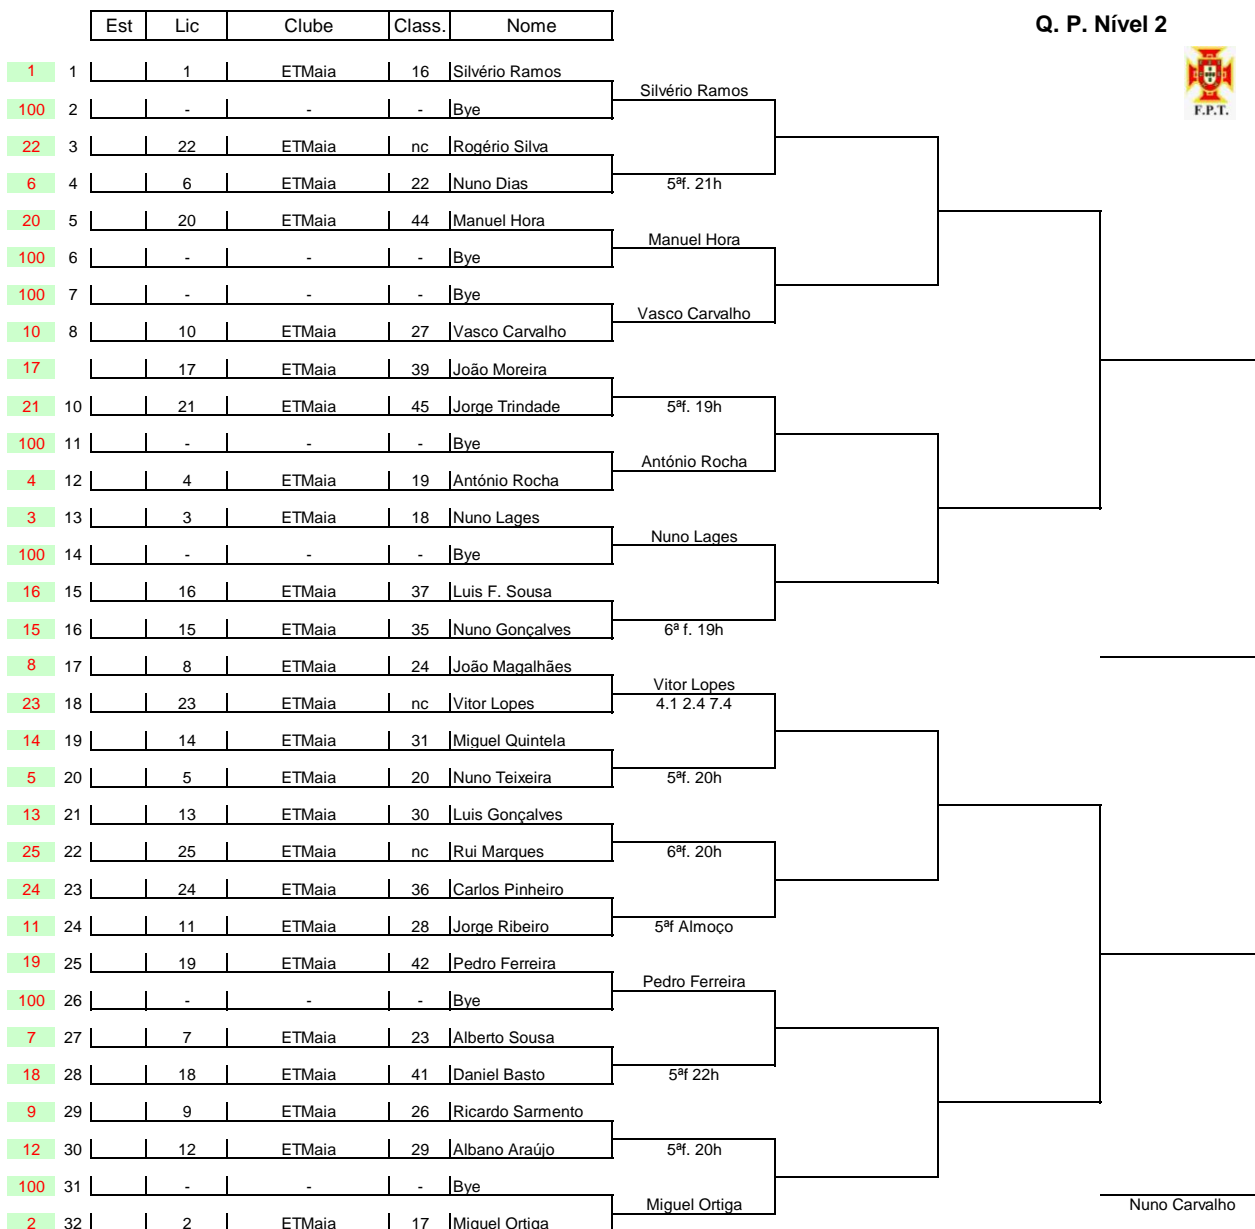 Est Lic Clube Class. Nome Q. P. Nível 2
F.P.T.
1 1 1 ETMaia 16 Silvério Ramos
Silvério Ramos
100 2 - - - Bye
22 3 22 ETMaia nc Rogério Silva
6 4 6 ETMaia 22 Nuno Dias 5ªf. 21h
20 5 20 ETMaia 44 Manuel Hora
Manuel Hora
100 6 - - - Bye
100 7 - - - Bye
Vasco Carvalho
10 8 10 ETMaia 27 Vasco Carvalho
17 17 ETMaia 39 João Moreira
21 10 21 ETMaia 45 Jorge Trindade 5ªf. 19h
100 11 - - - Bye
António Rocha
4 12 4 ETMaia 19 António Rocha
3 13 3 ETMaia 18 Nuno Lages
Nuno Lages
100 14 - - - Bye
16 15 16 ETMaia 37 Luis F. Sousa
15 16 15 ETMaia 35 Nuno Gonçalves 6ª f. 19h
8 17 8 ETMaia 24 João Magalhães
Vitor Lopes
23 18 23 ETMaia nc Vitor Lopes 4.1 2.4 7.4
14 19 14 ETMaia 31 Miguel Quintela
5 20 5 ETMaia 20 Nuno Teixeira 5ªf. 20h
13 21 13 ETMaia 30 Luis Gonçalves
25 22 25 ETMaia nc Rui Marques 6ªf. 20h
24 23 24 ETMaia 36 Carlos Pinheiro
11 24 11 ETMaia 28 Jorge Ribeiro 5ªf Almoço
19 25 19 ETMaia 42 Pedro Ferreira
Pedro Ferreira
100 26 - - - Bye
7 27 7 ETMaia 23 Alberto Sousa
18 28 18 ETMaia 41 Daniel Basto 5ªf 22h
9 29 9 ETMaia 26 Ricardo Sarmento
12 30 12 ETMaia 29 Albano Araújo 5ªf. 20h
100 31 - - - Bye
Miguel Ortiga Nuno Carvalho
2 32 2 ETMaia 17 Miguel Ortiga